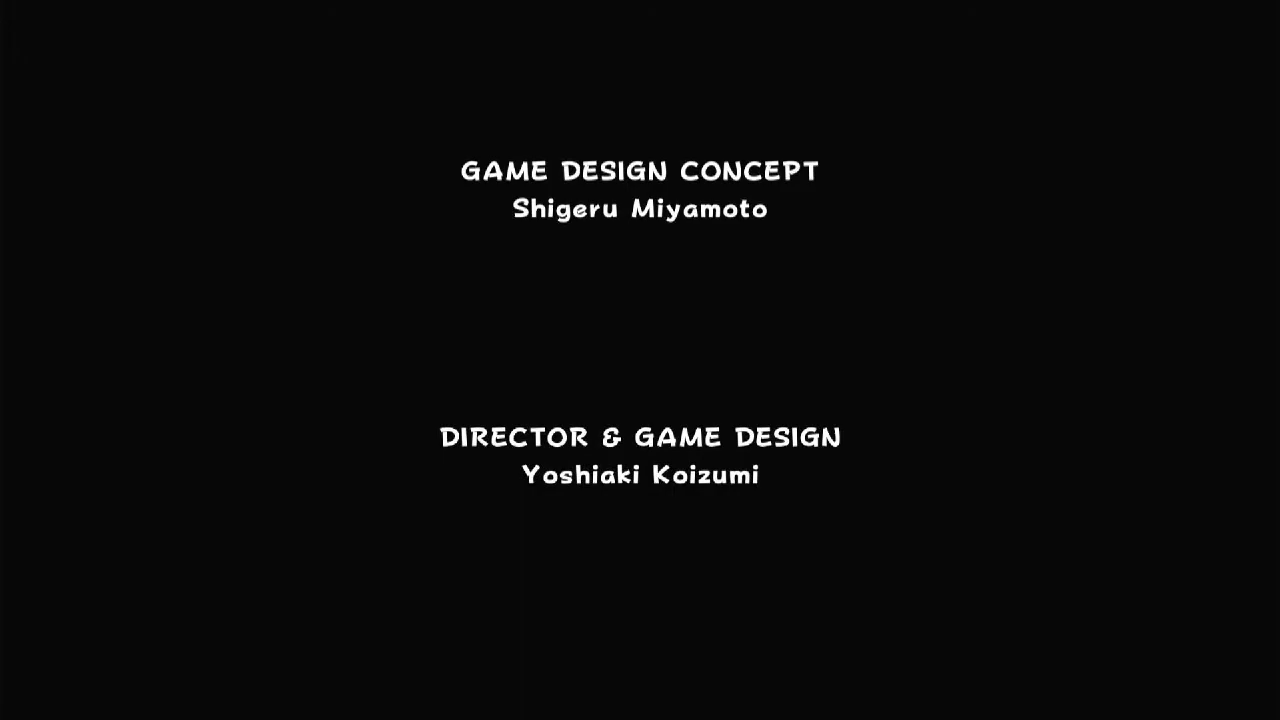 GAME DESIGN CONCEPT
Shigeru Miyamoto
DIRECTOR & GAME DESIGN
Yoshiaki Koizumi